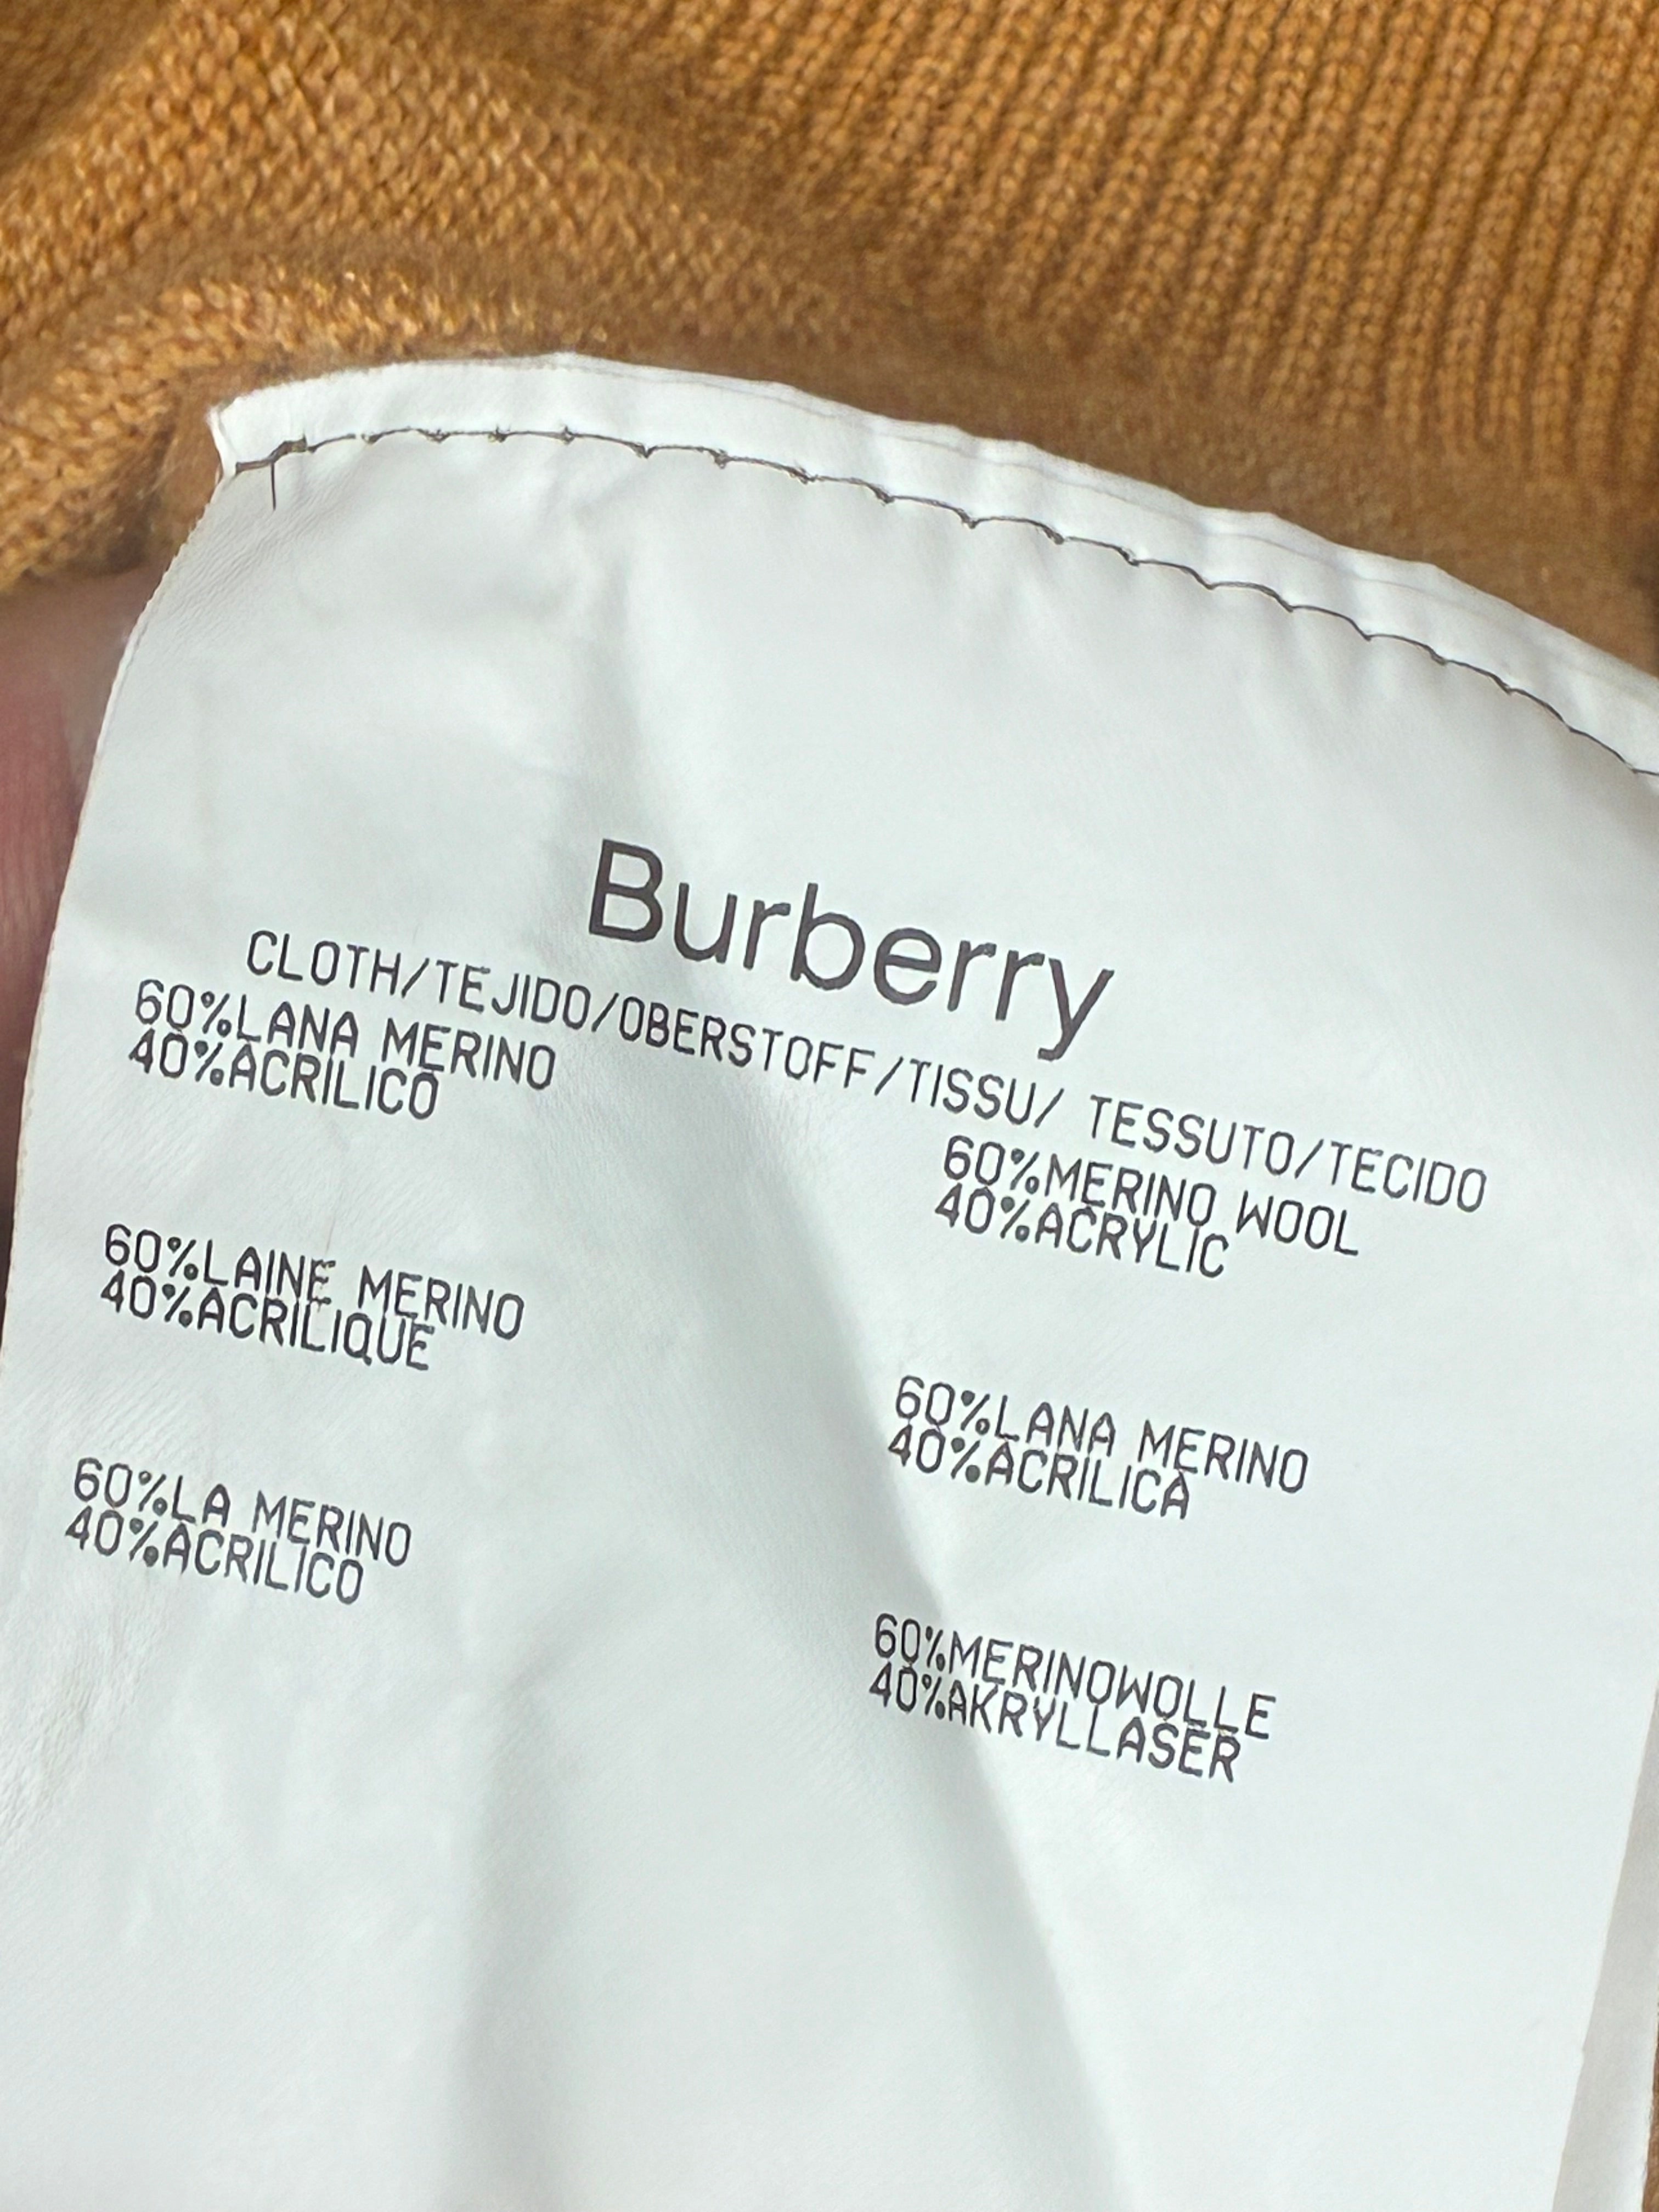 Burberry
CLOTH/TEJIDO/OBERSTOFF/TISSU/ TESSUTO/TECIDO
60%LANA MERINO
40%ACRILICO
60%MERINO WOOL
40%ACRYLIC
60%LAINE MERINO
40%ACRILIQUE
60%LANA MERINO
40%ACRILICA
60%LA MERINO
40%ACRILICO
60%MERINOWOLLE
40%AKRYLLASER